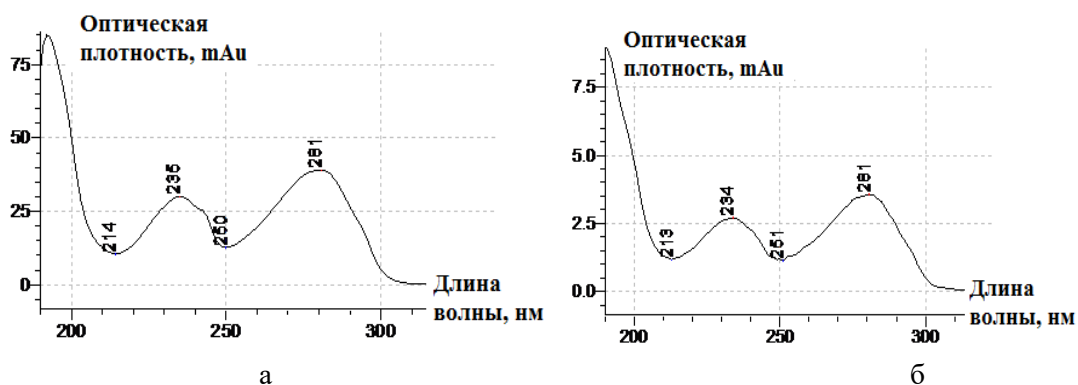 Оптическая
плотность, mAu
75
50
25
0
214
235
250
281
200
250
300
Длина
волны, нм
а
Оптическая
плотность, mAu
7.5
5.0
2.5
0.0
213
234
251
281
200
250
300
Длина
волны, нм
б